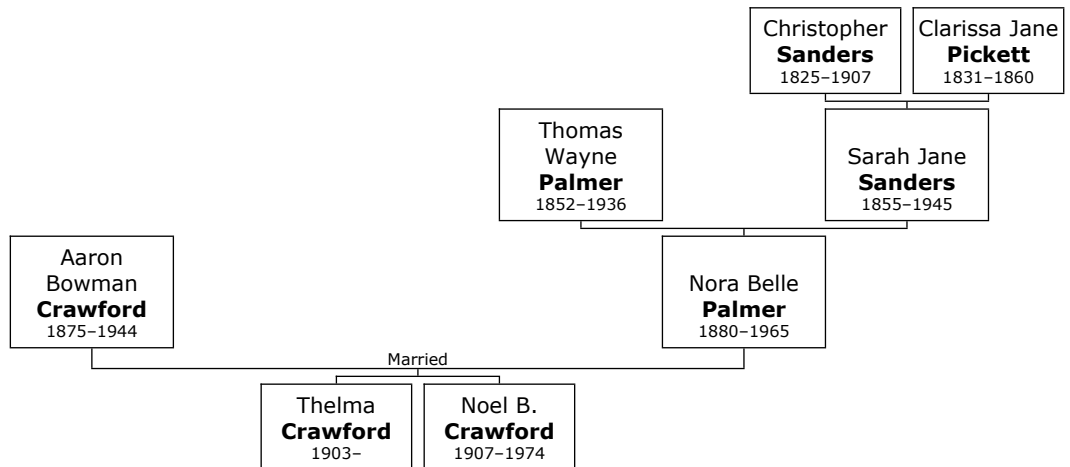 Christopher
Sanders
1825–1907
Clarissa Jane
Pickett
1831–1860
Thomas
Wayne
Palmer
1852–1936
Sarah Jane
Sanders
1855–1945
Aaron
Bowman
Crawford
1875–1944
Nora Belle
Palmer
1880–1965
Married
Thelma
Crawford
1903–
Noel B.
Crawford
1907–1974